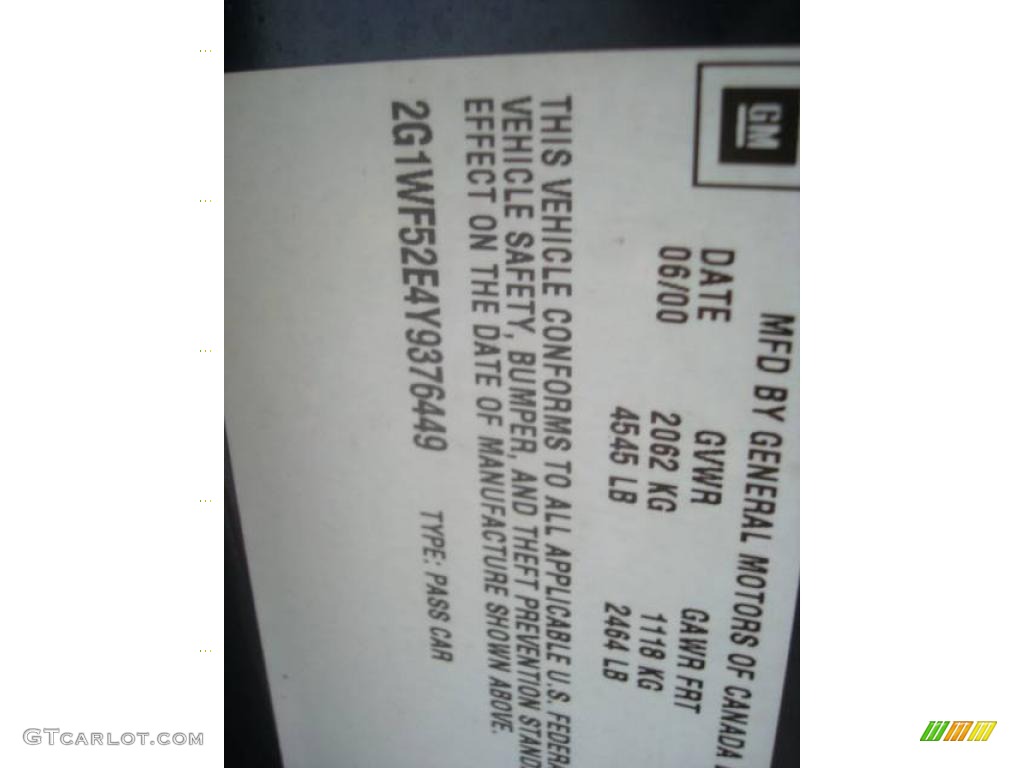 GM
MFD BY GENERAL MOTORS OF CANADA
DATE GVWR GAWR FRT
06/00 2062 KG 1118 KG
4545 LB 2464 LB
THIS VEHICLE CONFORMS TO ALL APPLICABLE U.S. FEDERA
VEHICLE SAFETY, BUMPER, AND THEFT PREVENTION STAND
EFFECT ON THE DATE OF MANUFACTURE SHOWN ABOVE.
2G1WF52E4Y9376449 TYPE: PASS CAR
GTCARLOT.COM